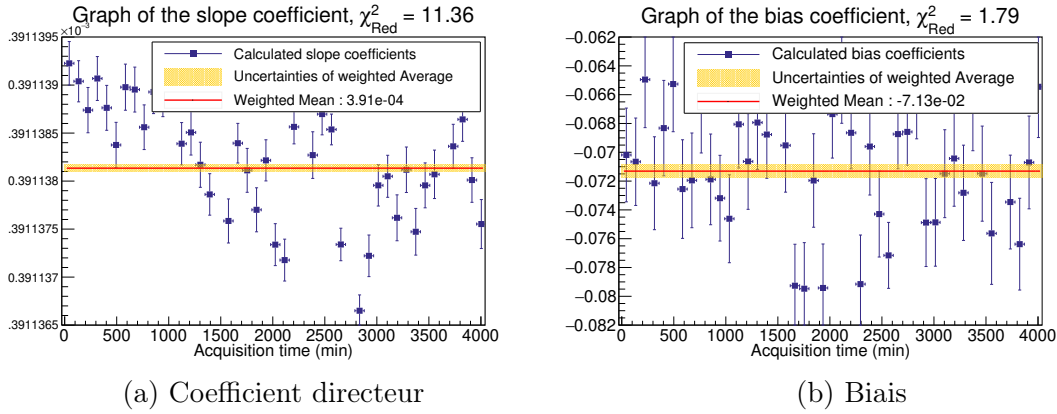 Graph of the slope coefficient, χ²Red = 11.36
×10⁻³
.3911395
0.391139
.3911385
0.391138
.3911375
0.391137
.3911365
Calculated slope coefficients
Uncertainties of weighted Average
Weighted Mean : 3.91e-04
0 500 1000 1500 2000 2500 3000 3500 4000
Acquisition time (min)
(a) Coefficient directeur
Graph of the bias coefficient, χ²Red = 1.79
−0.062
−0.064
−0.066
−0.068
−0.07
−0.072
−0.074
−0.076
−0.078
−0.08
−0.082
Calculated bias coefficients
Uncertainties of weighted Average
Weighted Mean : -7.13e-02
0 500 1000 1500 2000 2500 3000 3500 4000
Acquisition time (min)
(b) Biais